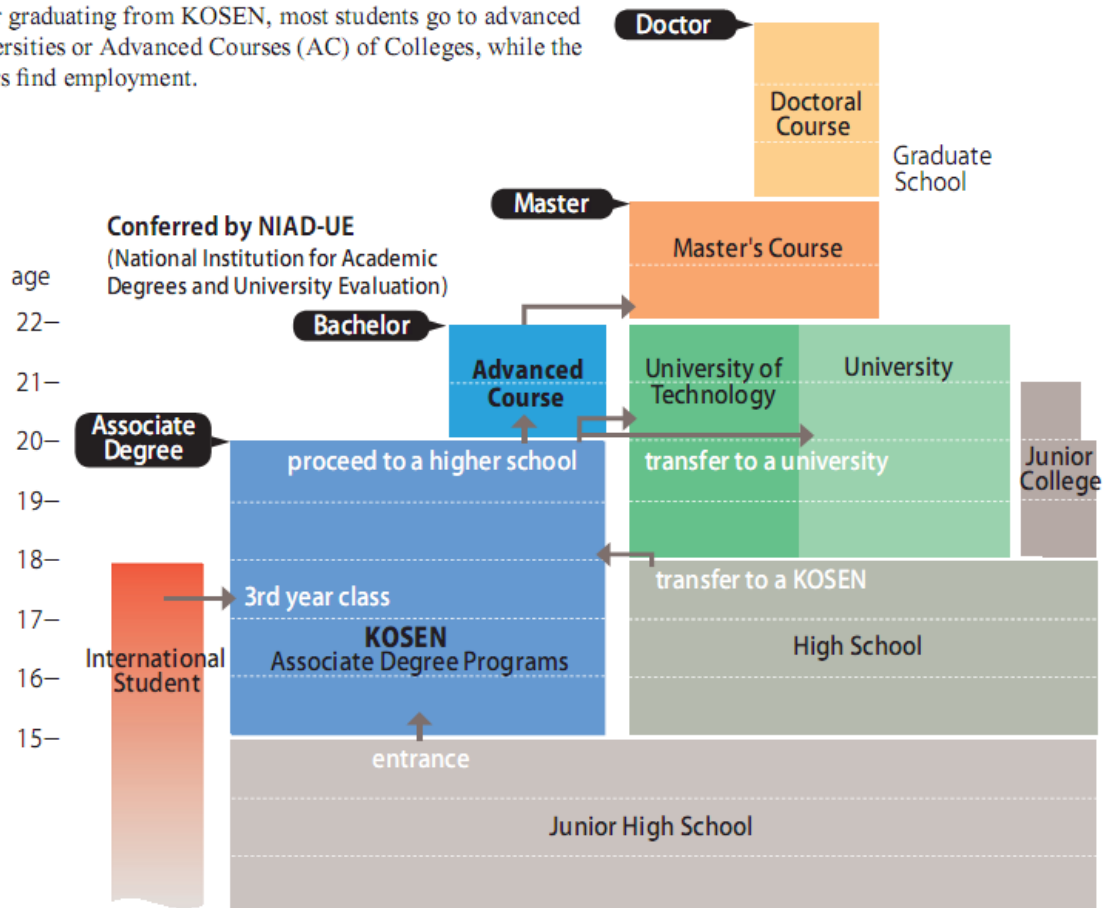 graduating from KOSEN, most students go to advanced
or Advanced Courses (AC) of Colleges, while the
find employment.
Doctor
Doctoral
Course
Graduate
School
Master
Master's Course
Conferred by NIAD-UE
(National Institution for Academic
Degrees and University Evaluation)
age
22–
Bachelor
Advanced
Course
University of
Technology
University
21–
Associate
Degree
20–
proceed to a higher school
transfer to a university
Junior
College
19–
18–
transfer to a KOSEN
3rd year class
17–
KOSEN
Associate Degree Programs
High School
International
Student
16–
15–
entrance
Junior High School